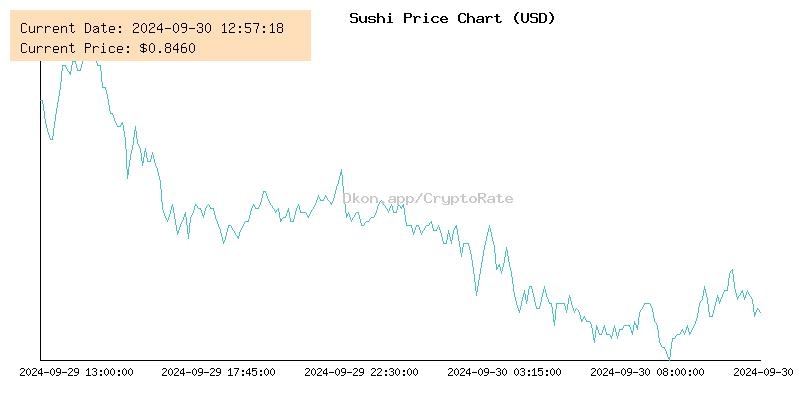 Sushi Price Chart (USD)
Current Date: 2024-09-30 12:57:18
Current Price: $0.8460
Okon.app/CryptoRate
2024-09-29 13:00:00 2024-09-29 17:45:00 2024-09-29 22:30:00 2024-09-30 03:15:00 2024-09-30 08:00:00 2024-09-30